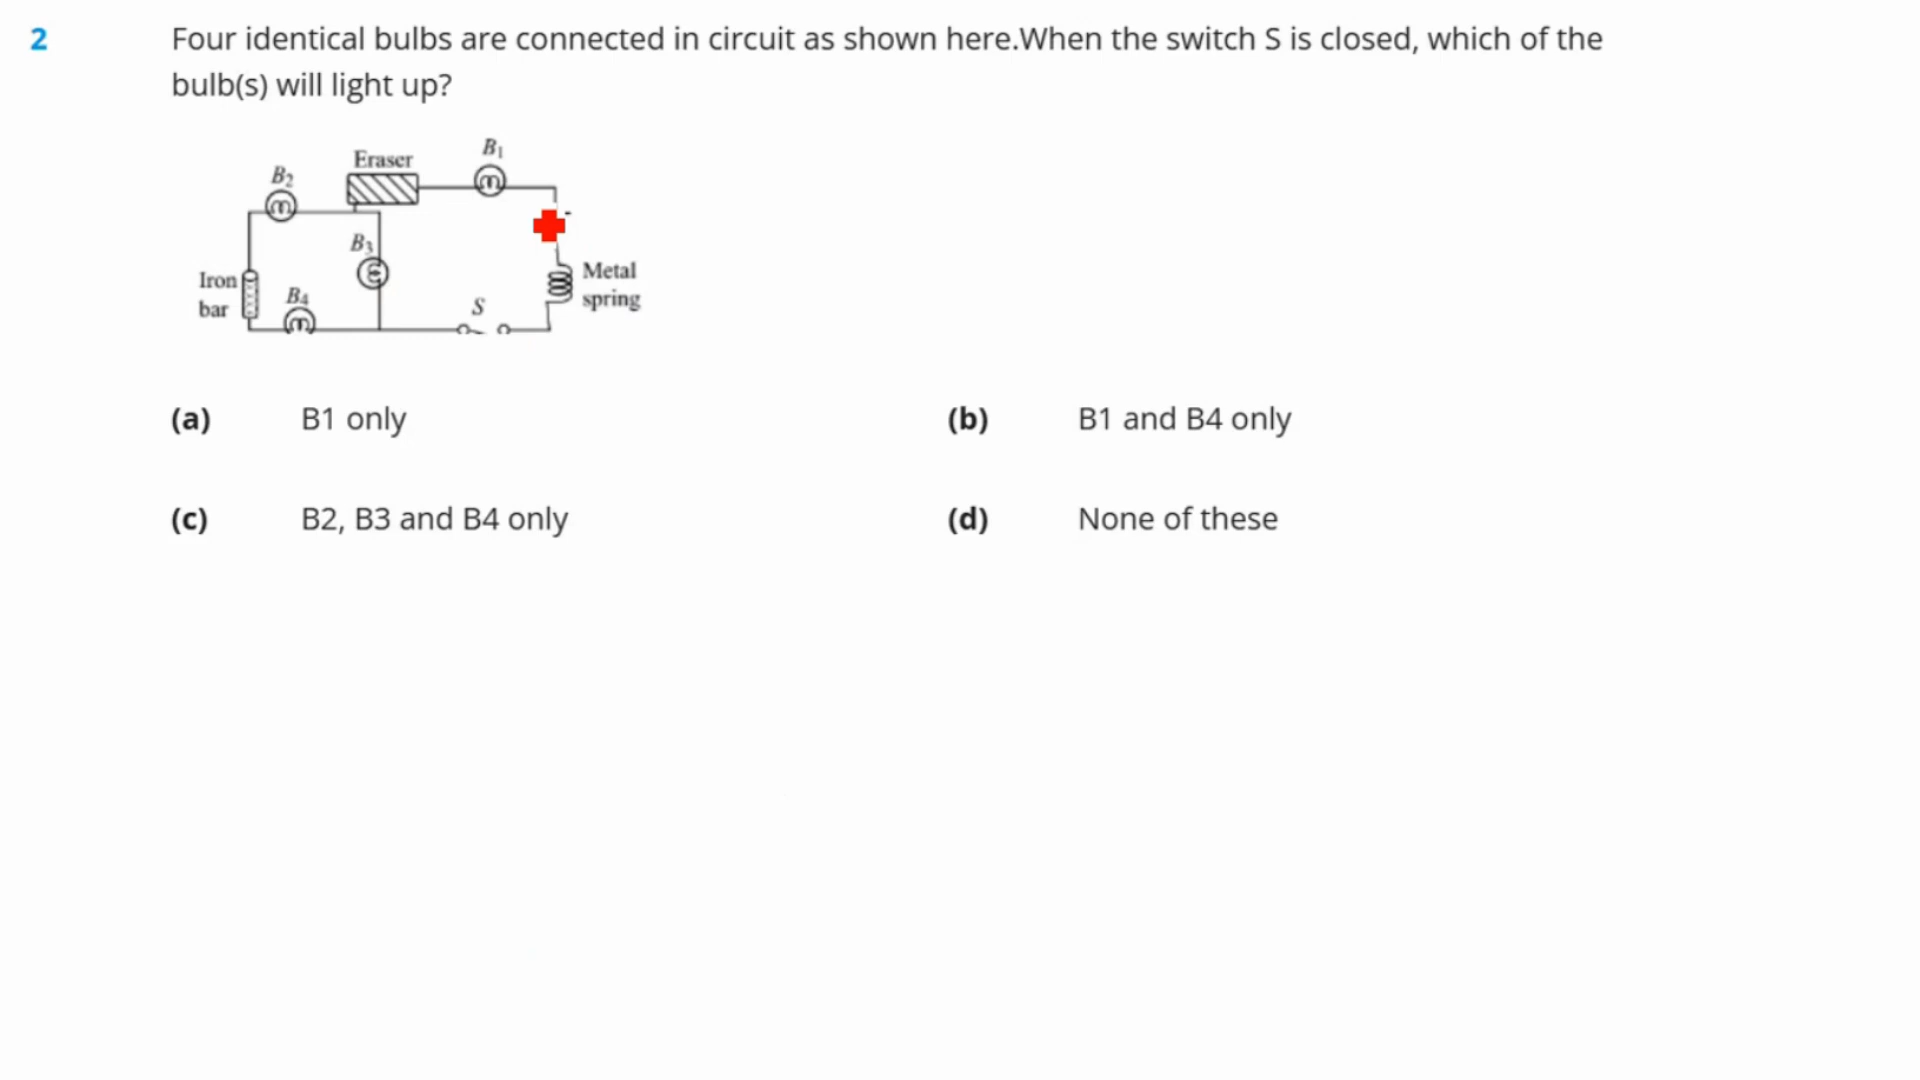 2 Four identical bulbs are connected in circuit as shown here.When the switch S is closed, which of the
bulb(s) will light up?
B1
Eraser
B2
B3
Iron
bar
B4
S
Metal
spring
(a) B1 only
(b) B1 and B4 only
(c) B2, B3 and B4 only
(d) None of these